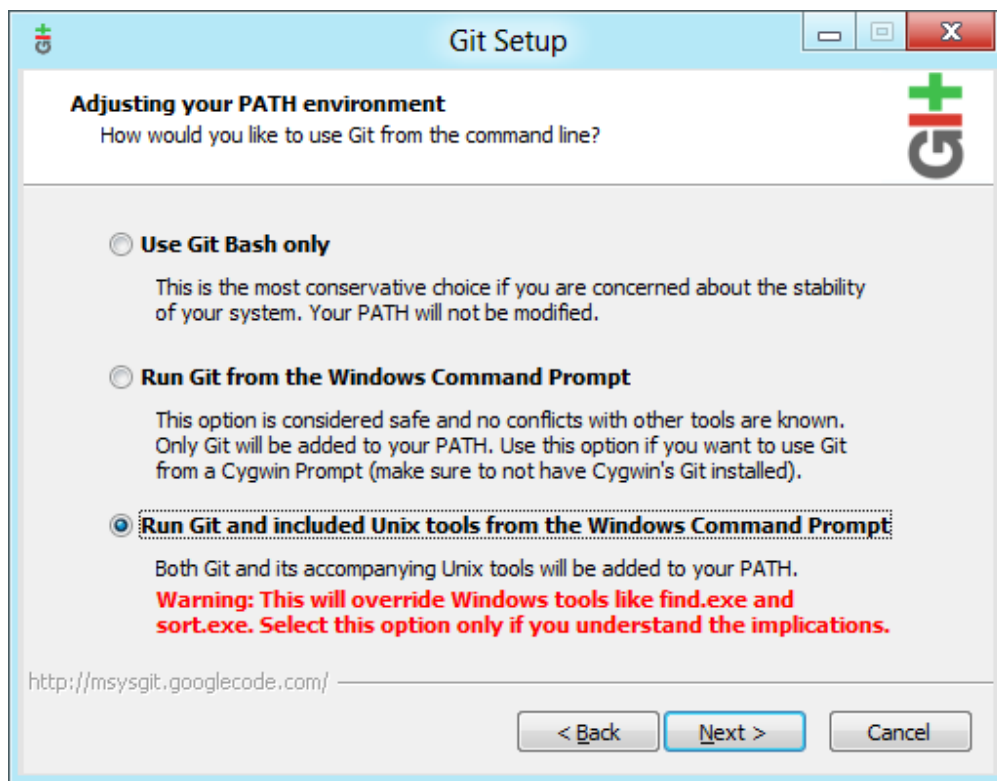 Git Setup
Adjusting your PATH environment
How would you like to use Git from the command line?
Use Git Bash only
This is the most conservative choice if you are concerned about the stability
of your system. Your PATH will not be modified.
Run Git from the Windows Command Prompt
This option is considered safe and no conflicts with other tools are known.
Only Git will be added to your PATH. Use this option if you want to use Git
from a Cygwin Prompt (make sure to not have Cygwin's Git installed).
Run Git and included Unix tools from the Windows Command Prompt
Both Git and its accompanying Unix tools will be added to your PATH.
Warning: This will override Windows tools like find.exe and
sort.exe. Select this option only if you understand the implications.
http://msysgit.googlecode.com/
< Back Next > Cancel